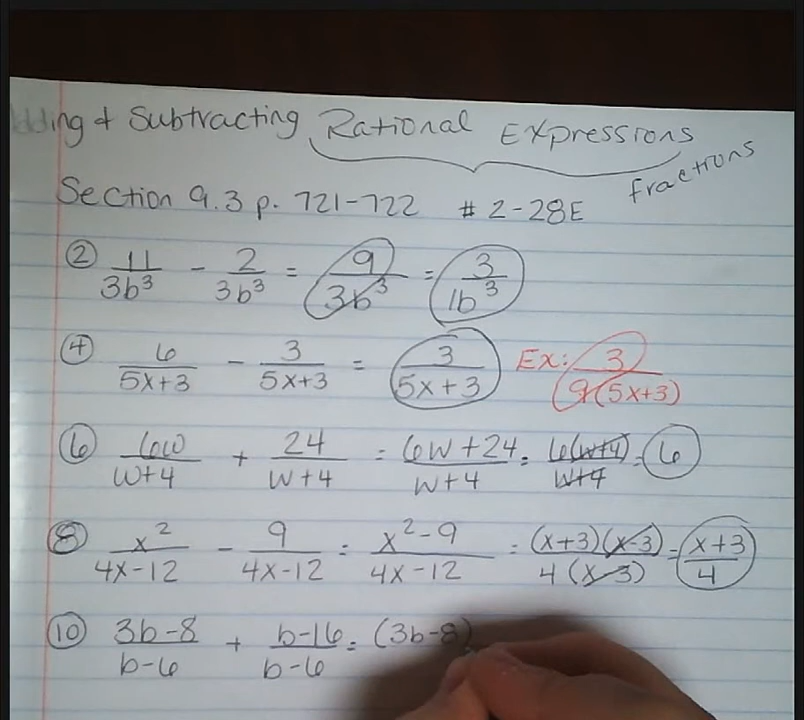 Adding + Subtracting Rational Expressions
fractions
Section 9.3 p. 721-722 # 2-28E
② 11/3b³ - 2/3b³ = 9/3b³ = 3/1b³
④ 6/5x+3 - 3/5x+3 = 3/5x+3 Ex: 3/9(5x+3)
⑥ 6w/w+4 + 24/w+4 = 6w+24/w+4 = 6(w+4)/w+4 = 6
⑧ x²/4x-12 - 9/4x-12 = x²-9/4x-12 = (x+3)(x-3)/4(x-3) = x+3/4
⑩ 3b-8/b-6 + b-16/b-6 = (3b-8)